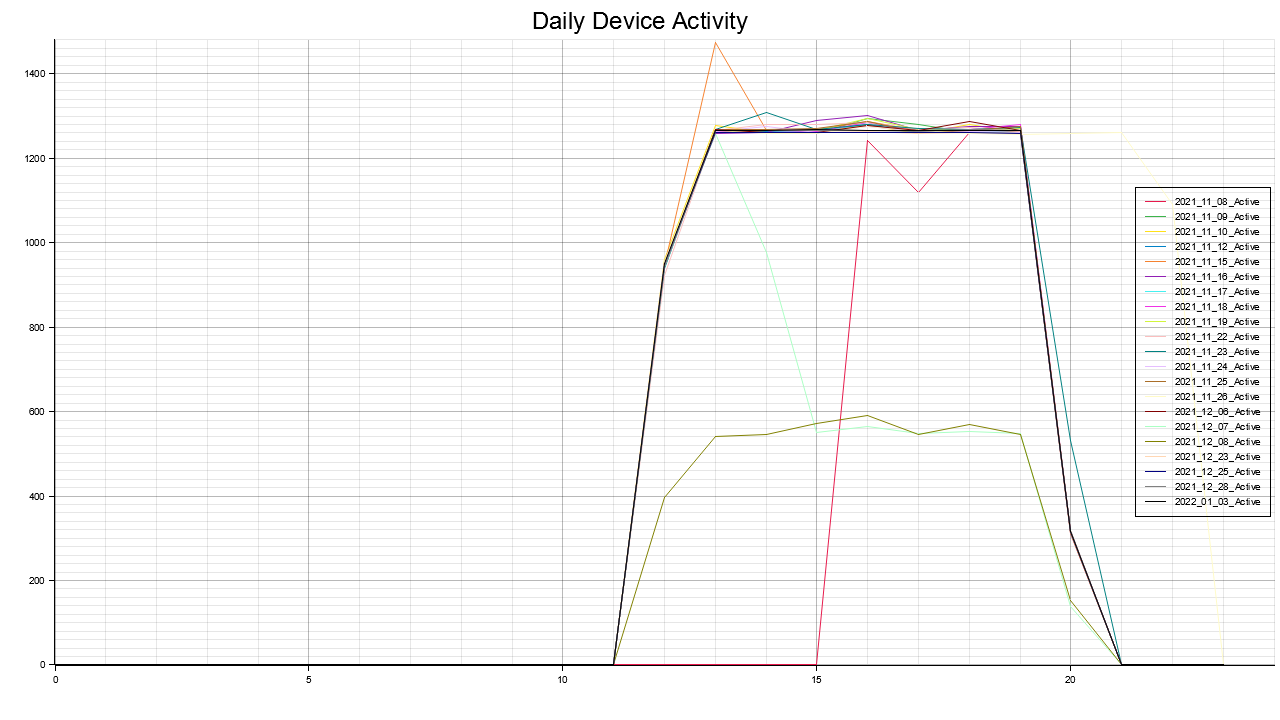 Daily Device Activity
1400
1200
1000
800
600
400
200
0
0 5 10 15 20
2021_11_08_Active
2021_11_09_Active
2021_11_10_Active
2021_11_12_Active
2021_11_15_Active
2021_11_16_Active
2021_11_17_Active
2021_11_18_Active
2021_11_19_Active
2021_11_22_Active
2021_11_23_Active
2021_11_24_Active
2021_11_25_Active
2021_11_26_Active
2021_12_06_Active
2021_12_07_Active
2021_12_08_Active
2021_12_23_Active
2021_12_25_Active
2021_12_28_Active
2022_01_03_Active